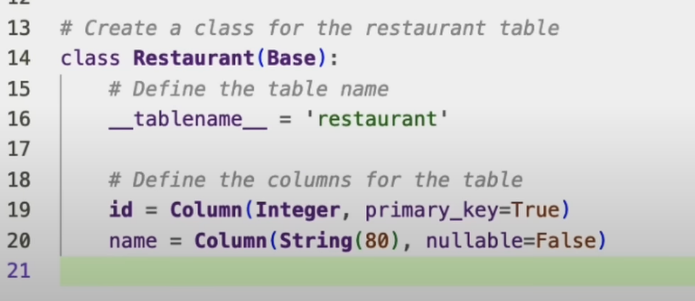 12
13 # Create a class for the restaurant table
14 class Restaurant(Base):
15     # Define the table name
16     __tablename__ = 'restaurant'
17
18     # Define the columns for the table
19     id = Column(Integer, primary_key=True)
20     name = Column(String(80), nullable=False)
21